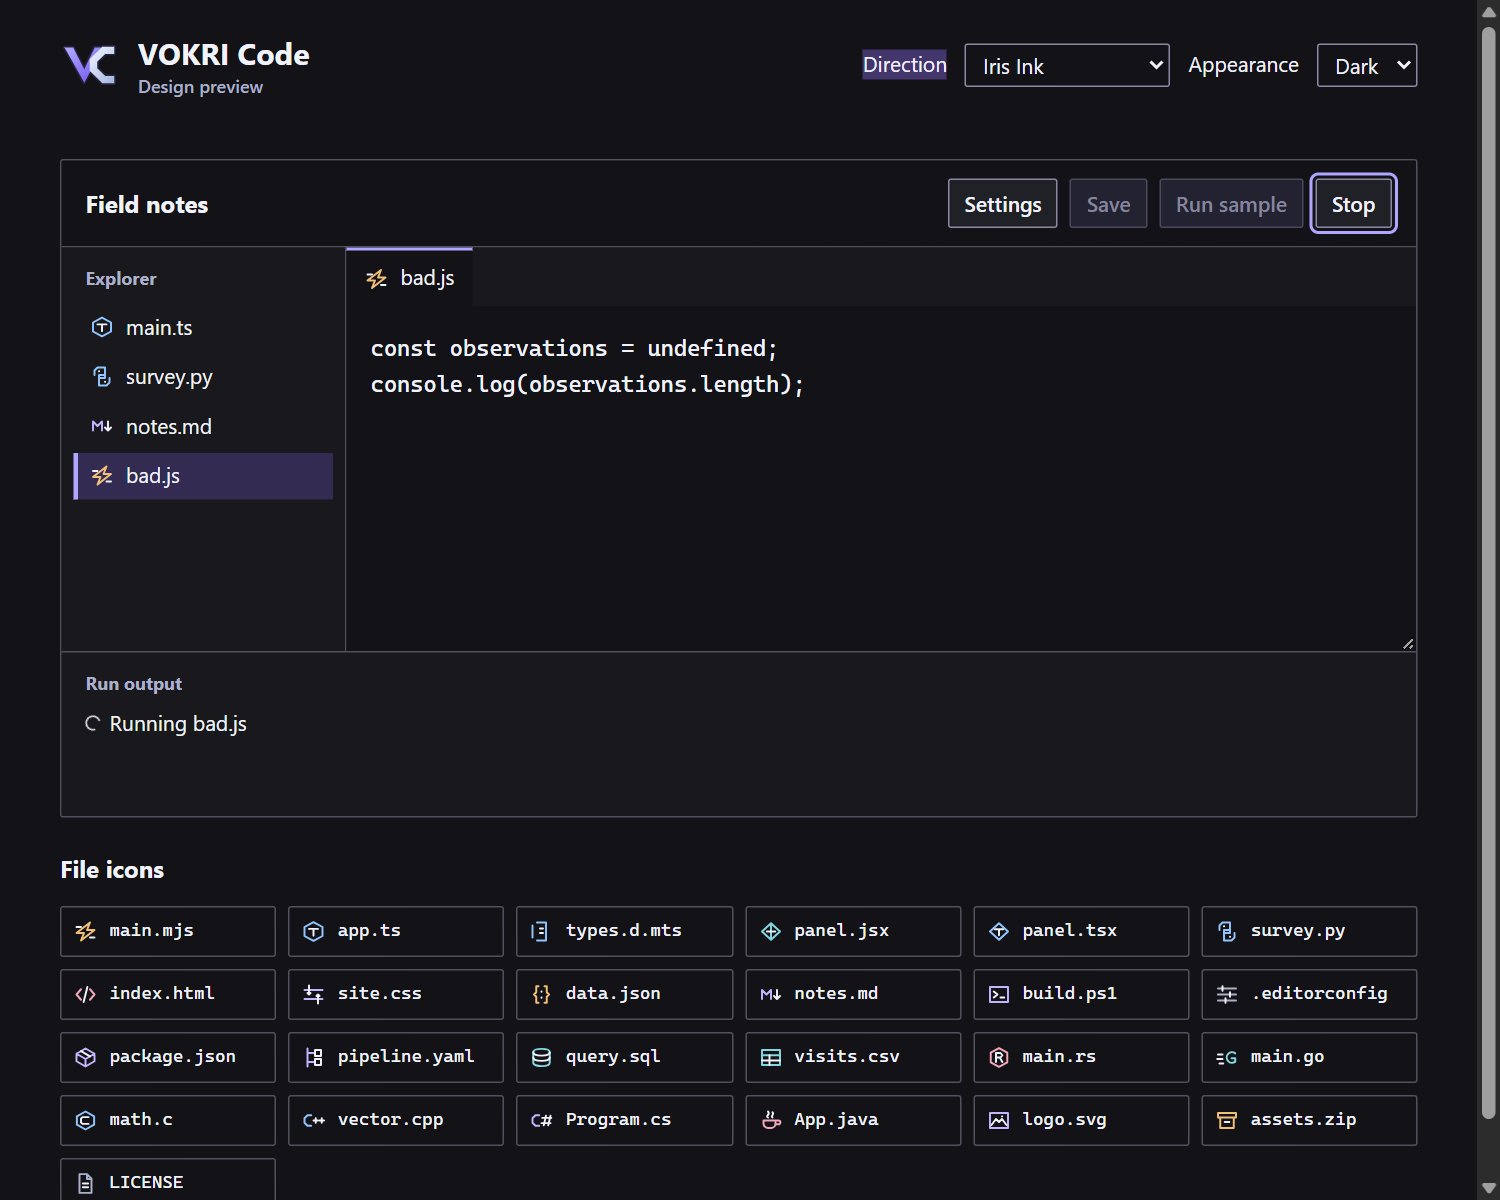 VOKRI Code
Design preview
Direction
Iris Ink
Appearance
Dark
Field notes
Settings
Save
Run sample
Stop
Explorer
main.ts
survey.py
notes.md
bad.js
bad.js
const observations = undefined;
console.log(observations.length);
Run output
Running bad.js
File icons
main.mjs
app.ts
types.d.mts
panel.jsx
panel.tsx
survey.py
index.html
site.css
data.json
notes.md
build.ps1
.editorconfig
package.json
pipeline.yaml
query.sql
visits.csv
main.rs
main.go
math.c
vector.cpp
Program.cs
App.java
logo.svg
assets.zip
LICENSE